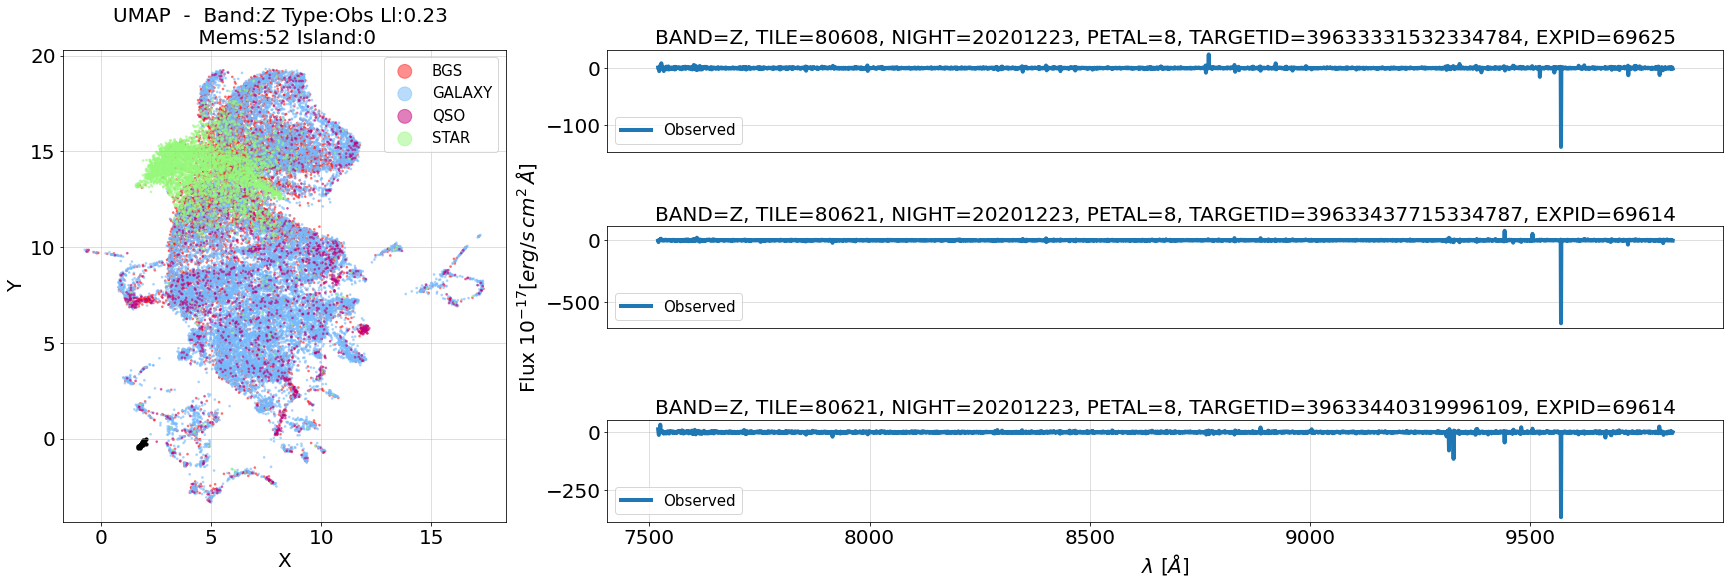 UMAP - Band:Z Type:Obs Ll:0.23
Mems:52 Island:0
BGS
GALAXY
QSO
STAR
20
15
10
5
0
Y
0 5 10 15
X
Flux 10^{-17}[erg/s cm^2 Å]
BAND=Z, TILE=80608, NIGHT=20201223, PETAL=8, TARGETID=39633331532334784, EXPID=69625
0
−100
Observed
BAND=Z, TILE=80621, NIGHT=20201223, PETAL=8, TARGETID=39633437715334787, EXPID=69614
0
−500
Observed
BAND=Z, TILE=80621, NIGHT=20201223, PETAL=8, TARGETID=39633440319996109, EXPID=69614
0
−250
Observed
7500 8000 8500 9000 9500
λ [Å]